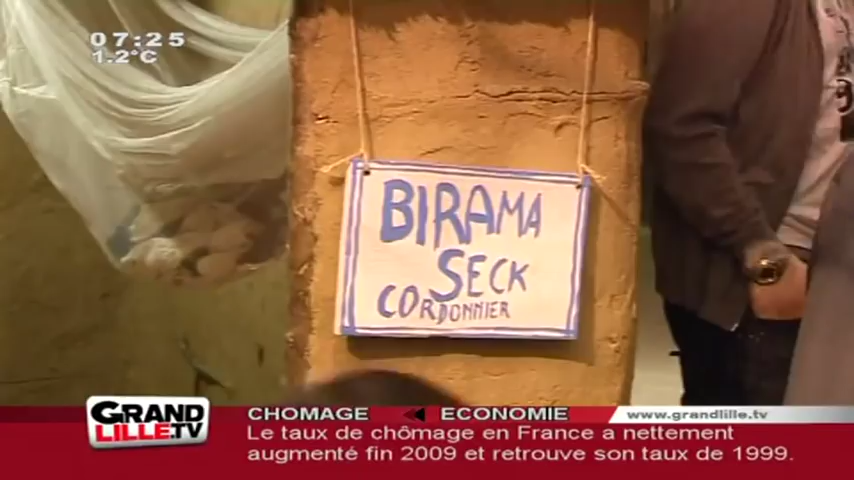 07:25
1.2°C
BIRAMA
SECK
CORDONNIER
GRAND
LILLE.TV
CHOMAGE
ECONOMIE
www.grandlille.tv
Le taux de chômage en France a nettement
augmenté fin 2009 et retrouve son taux de 1999.